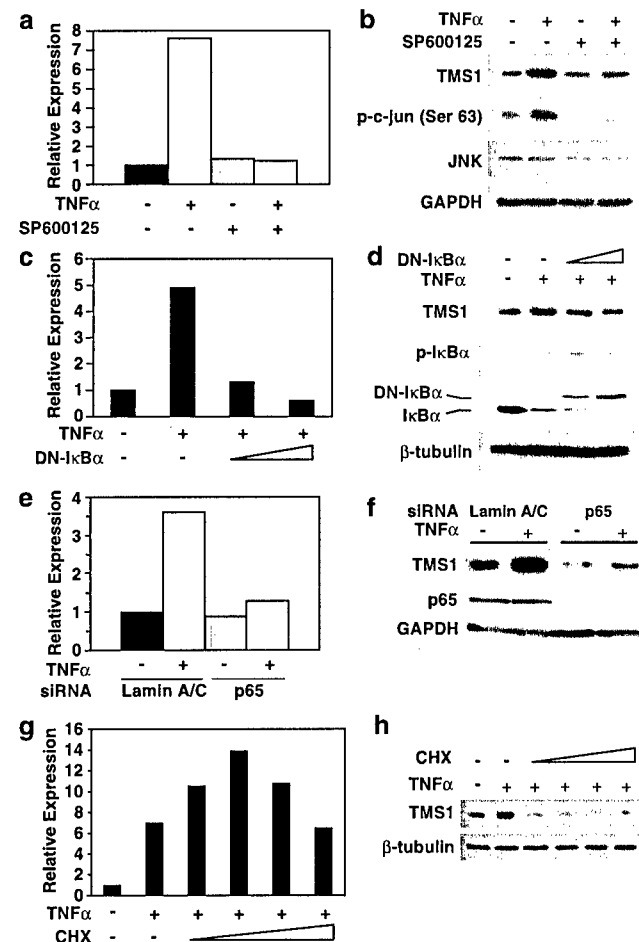 a
Relative Expression
8
7
6
5
4
3
2
1
0
TNFα - + - +
SP600125 - - + +
b
TNFα - + - +
SP600125 - - + +
TMS1
p-c-jun (Ser 63)
JNK
GAPDH
c
Relative Expression
6
5
4
3
2
1
0
TNFα - + + +
DN-IκBα - -
d
DN-IκBα - -
TNFα - + + +
TMS1
p-IκBα
DN-IκBα
IκBα
β-tubulin
e
Relative Expression
4
3
2
1
0
TNFα - + - +
siRNA Lamin A/C p65
f
siRNA Lamin A/C p65
TNFα - + - +
TMS1
p65
GAPDH
g
Relative Expression
16
14
12
10
8
6
4
2
0
TNFα - + + + + +
CHX - -
h
CHX - -
TNFα - + + + + +
TMS1
β-tubulin